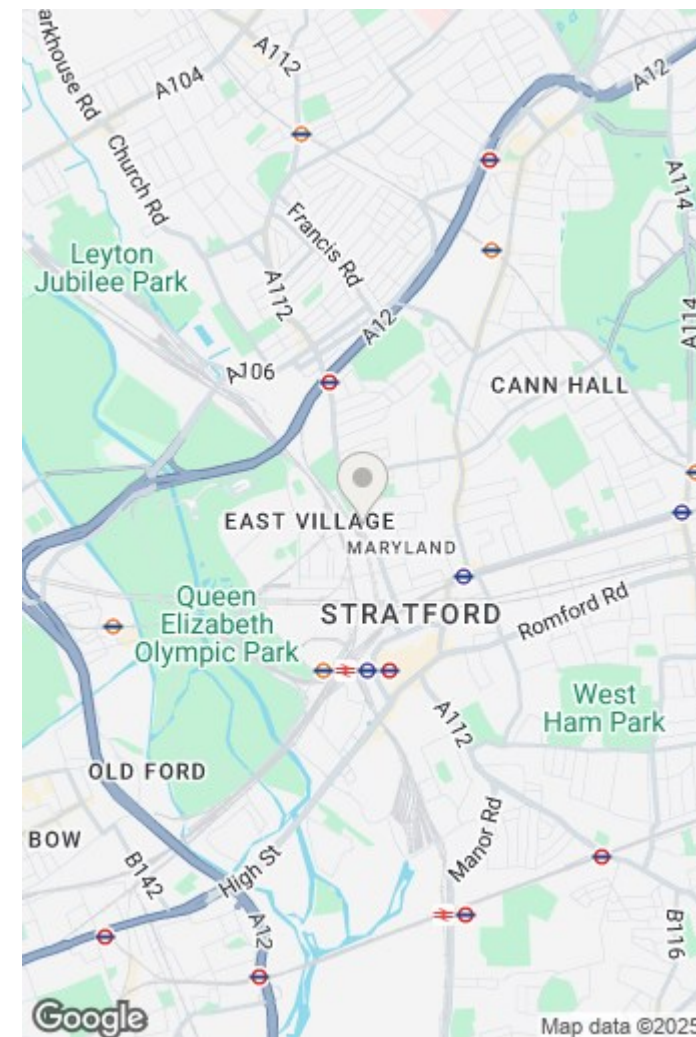 arkhouse Rd
A112
A104
A12
Church Rd
A114
Francis Rd
Leyton
Jubilee Park
A112
A12
A114
A106
CANN HALL
EAST VILLAGE
MARYLAND
Queen
Elizabeth
Olympic Park
STRATFORD
Romford Rd
West
Ham Park
A112
OLD FORD
BOW
B142
High St
Manor Rd
A12
B116
Google
Map data ©2025